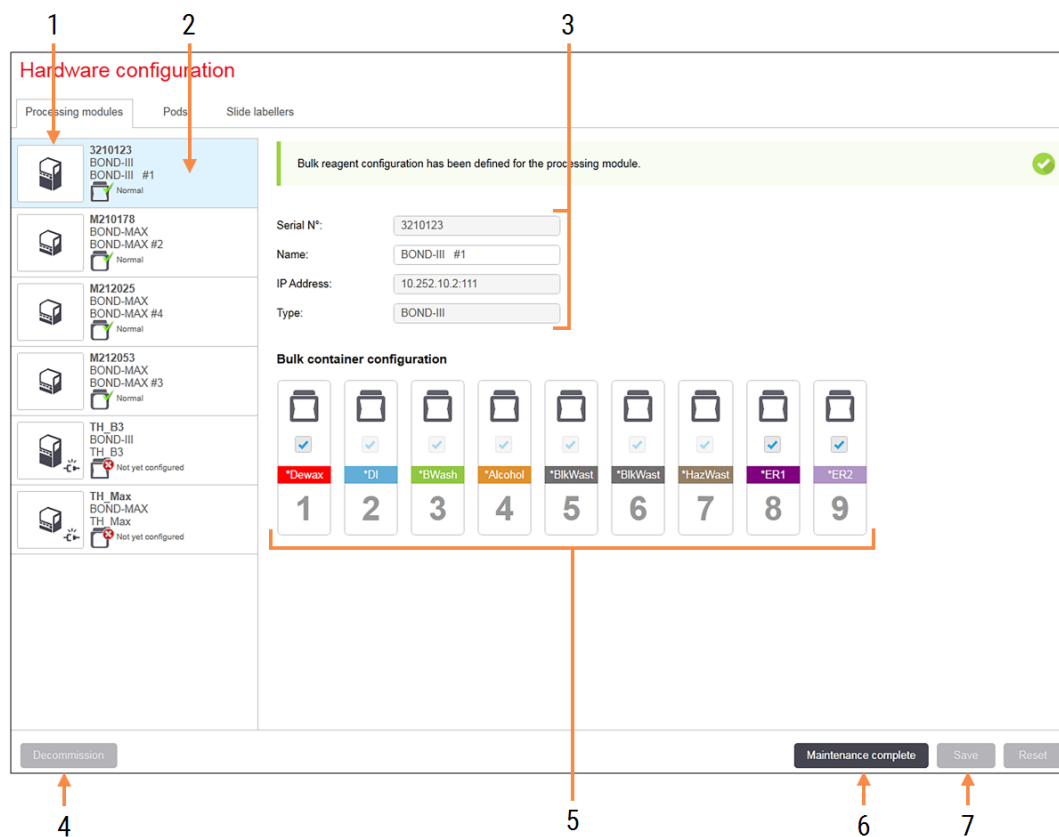 1 2 3
Hardware configuration
Processing modules Pods Slide labellers
3210123
BOND-III
BOND-III #1
Normal
M210178
BOND-MAX
BOND-MAX #2
Normal
M212025
BOND-MAX
BOND-MAX #4
Normal
M212053
BOND-MAX
BOND-MAX #3
Normal
TH_B3
BOND-III
TH_B3
Not yet configured
TH_Max
BOND-MAX
TH_Max
Not yet configured
Bulk reagent configuration has been defined for the processing module.
Serial N°: 3210123
Name: BOND-III #1
IP Address: 10.252.10.2:111
Type: BOND-III
Bulk container configuration
*Dewax *DI *BWash *Alcohol *BlkWast *BlkWast *HazWast *ER1 *ER2
1 2 3 4 5 6 7 8 9
Decommission Maintenance complete Save Reset
4 5 6 7